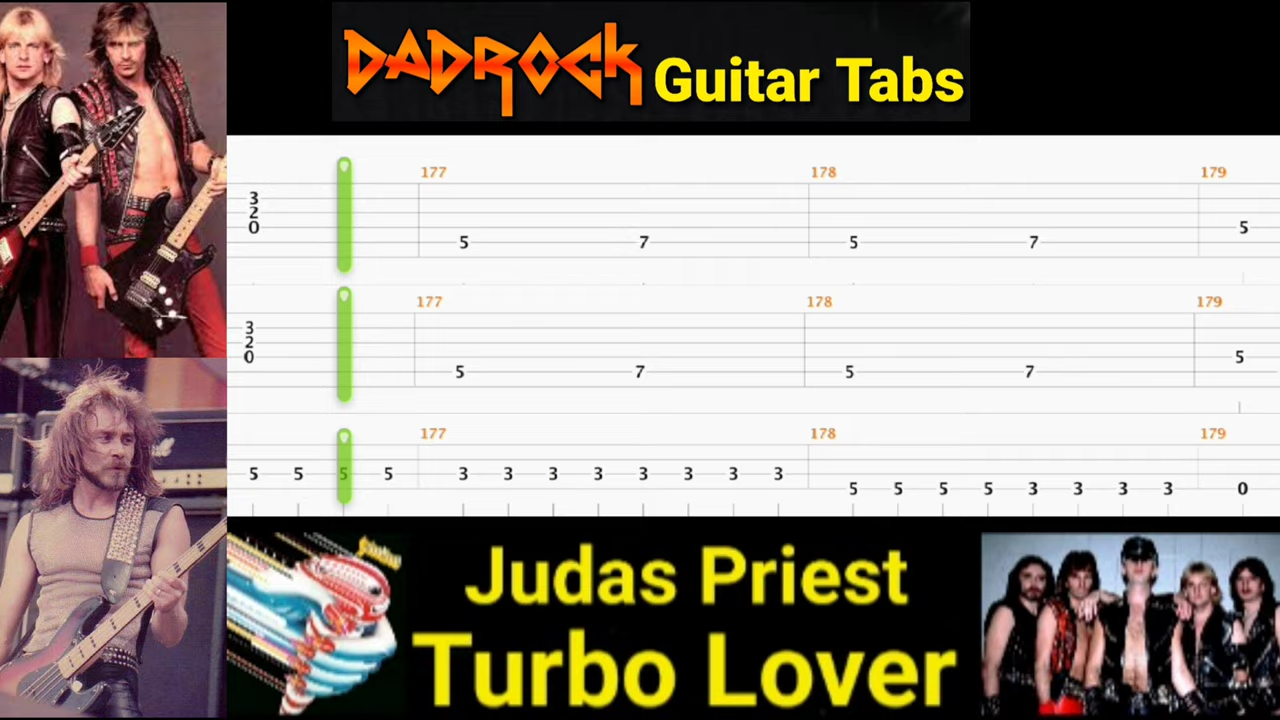 DADROCK Guitar Tabs
177 178 179
3
2
0 5
5 7 5 7
177 178 179
3
2
0 5
5 7 5 7
177 178 179
5 5 5 5 3 3 3 3 3 3 3 3
5 5 5 5 3 3 3 3 0
Judas Priest
Turbo Lover